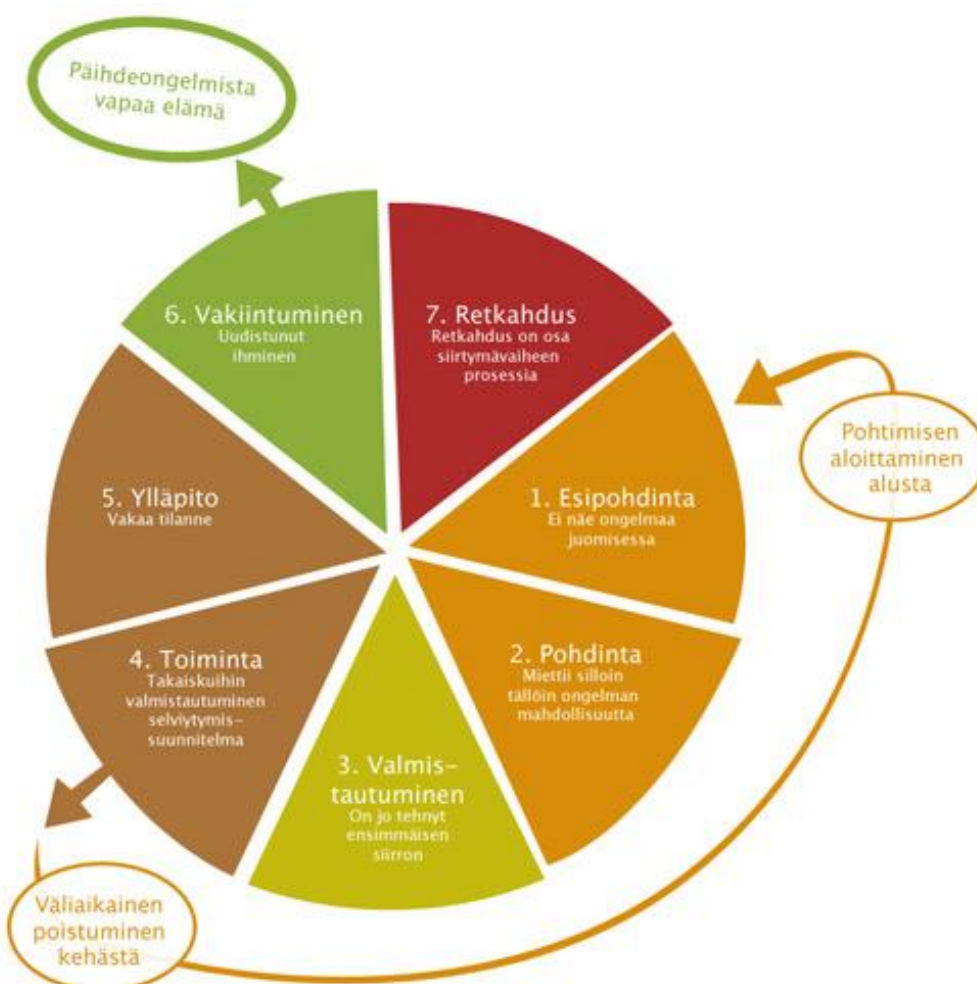 Päihdeongelmista
vapaa elämä
6. Vakiintuminen
Uudistunut
ihminen
7. Retkahdus
Retkahdus on osa
siirtymävaiheen
prosessia
Pohtimisen
aloittaminen
alusta
5. Ylläpito
Vakaa tilanne
1. Esipohdinta
Ei näe ongelmaa
juomisessa
4. Toiminta
Takaiskuihin
valmistautuminen
selviytymis-
suunnitelma
2. Pohdinta
Miettii silloin
tällöin ongelman
mahdollisuutta
3. Valmis-
tautuminen
On jo tehnyt
ensimmäisen
siirron
Väliaikainen
poistuminen
kehästä